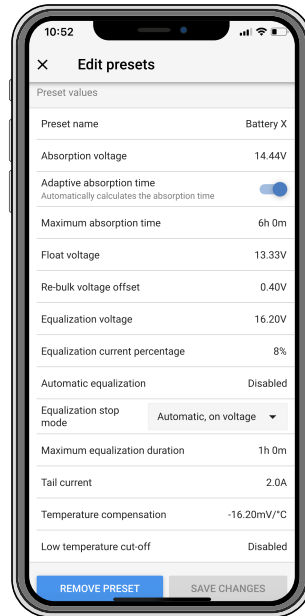 10:52
Edit presets
Preset values
Preset name Battery X
Absorption voltage 14.44V
Adaptive absorption time
Automatically calculates the absorption time
Maximum absorption time 6h 0m
Float voltage 13.33V
Re-bulk voltage offset 0.40V
Equalization voltage 16.20V
Equalization current percentage 8%
Automatic equalization Disabled
Equalization stop
mode Automatic, on voltage
Maximum equalization duration 1h 0m
Tail current 2.0A
Temperature compensation -16.20mV/°C
Low temperature cut-off Disabled
REMOVE PRESET SAVE CHANGES